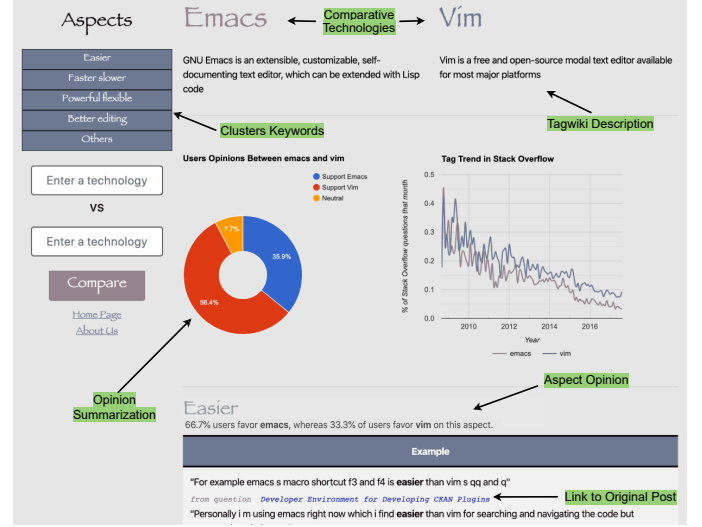 Aspects
Easier
Faster slower
Powerful flexible
Better editing
Others
Enter a technology
VS
Enter a technology
Compare
Home Page
About Us
Opinion
Summarization
Emacs
Comparative
Technologies
Vim
GNU Emacs is an extensible, customizable, self-
documenting text editor, which can be extended with Lisp
code
Vim is a free and open-source modal text editor available
for most major platforms
Clusters Keywords
Tagwiki Description
Users Opinions Between emacs and vim
Support Emacs
Support Vim
Neutral
7.7%
35.9%
56.4%
Tag Trend in Stack Overflow
% of Stack Overflow questions that month
0.5
0.4
0.3
0.2
0.1
0.0
2010 2012 2014 2016
Year
emacs vim
Aspect Opinion
Easier
66.7% users favor emacs, whereas 33.3% of users favor vim on this aspect.
Example
"For example emacs s macro shortcut f3 and f4 is easier than vim s qq and q"
from question Developer Environment for Developing CKAN Plugins
Link to Original Post
"Personally i m using emacs right now which i find easier than vim for searching and navigating the code but